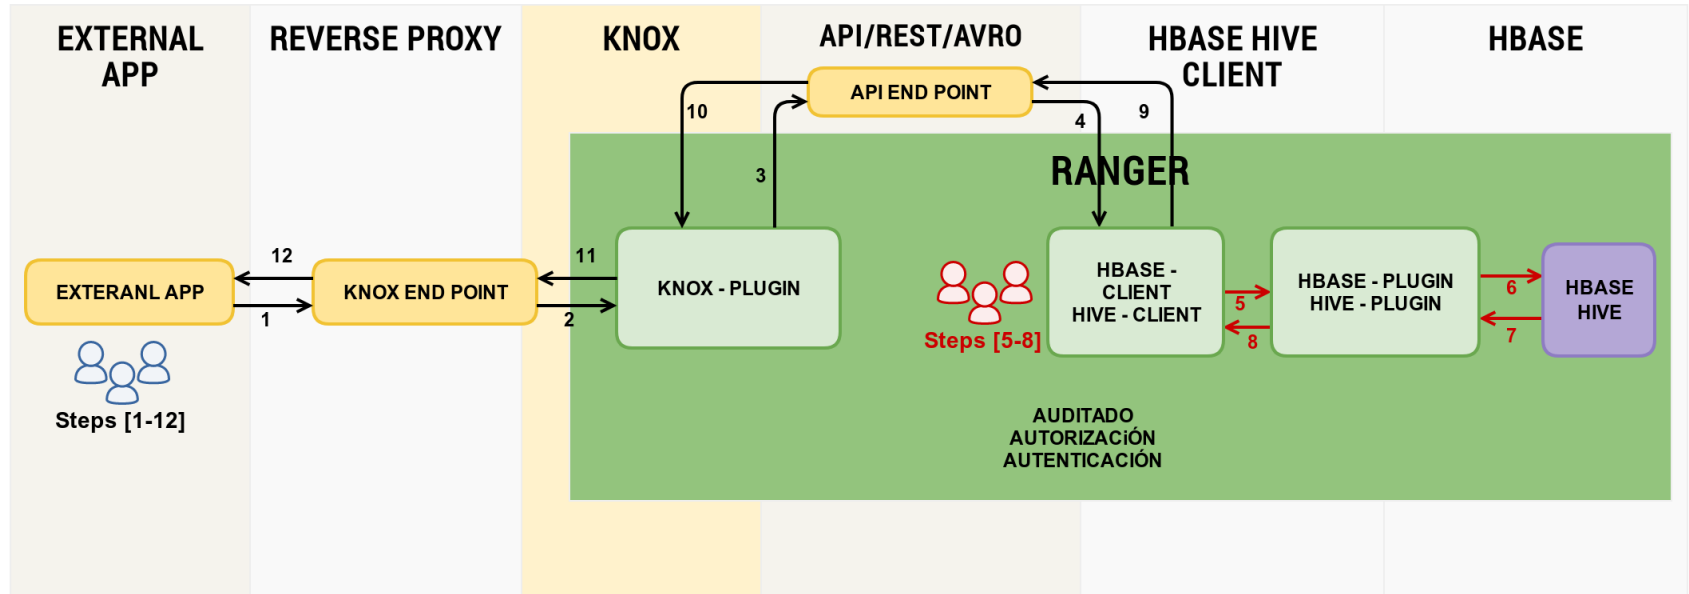 EXTERNAL
APP
REVERSE PROXY
KNOX
API/REST/AVRO
HBASE HIVE
CLIENT
HBASE
API END POINT
10
3
4
9
RANGER
EXTERANL APP
12
1
KNOX END POINT
11
2
KNOX - PLUGIN
Steps [5-8]
HBASE -
CLIENT
HIVE - CLIENT
5
8
HBASE - PLUGIN
HIVE - PLUGIN
6
7
HBASE
HIVE
Steps [1-12]
AUDITADO
AUTORIZACiÓN
AUTENTICACIÓN